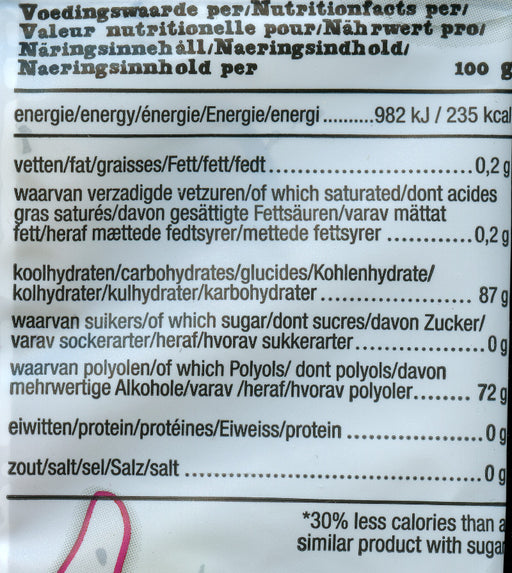 Voedingswaarde per/Nutritionfacts per/
Valeur nutritionelle pour/Nährwert pro/
Näringsinnehåll/Naeringsindhold/
Naeringsinnhold per 100 g
energie/energy/énergie/Energie/energi ..........982 kJ / 235 kcal
vetten/fat/graisses/Fett/fett/fedt..............................0,2 g
waarvan verzadigde vetzuren/of which saturated/dont acides
gras saturés/davon gesättigte Fettsäuren/varav mättat
fett/heraf mættede fedtsyrer/mettede fettsyrer .............0,2 g
koolhydraten/carbohydrates/glucides/Kohlenhydrate/
kolhydrater/kulhydrater/karbohydrater ...................... 87 g
waarvan suikers/of which sugar/dont sucres/davon Zucker/
varav sockerarter/heraf/hvorav sukkerarter...................0 g
waarvan polyolen/of which Polyols/ dont polyols/davon
mehrwertige Alkohole/varav /heraf/hvorav polyoler........ 72 g
eiwitten/protein/protéines/Eiweiss/protein ....................0 g
zout/salt/sel/Salz/salt ...........................................0 g
*30% less calories than a
similar product with sugar